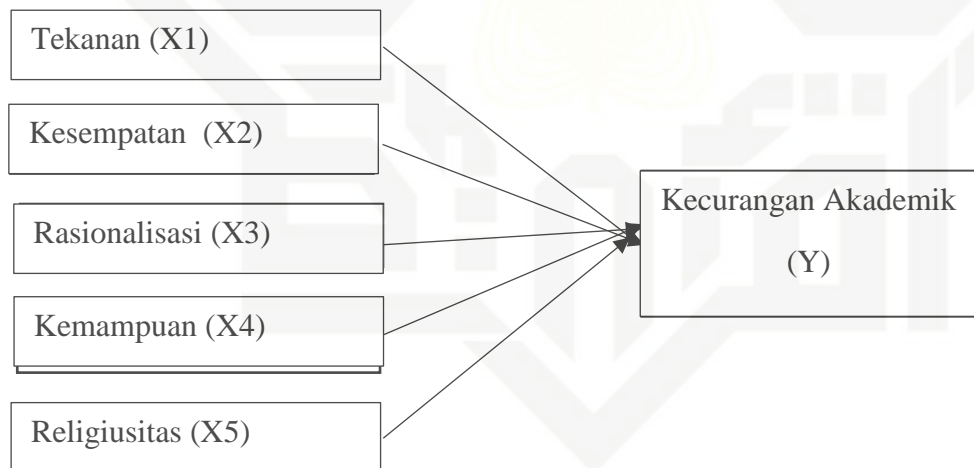 Tekanan (X1)
Kesempatan (X2)
Rasionalisasi (X3)
Kemampuan (X4)
Religiusitas (X5)
Kecurangan Akademik
(Y)